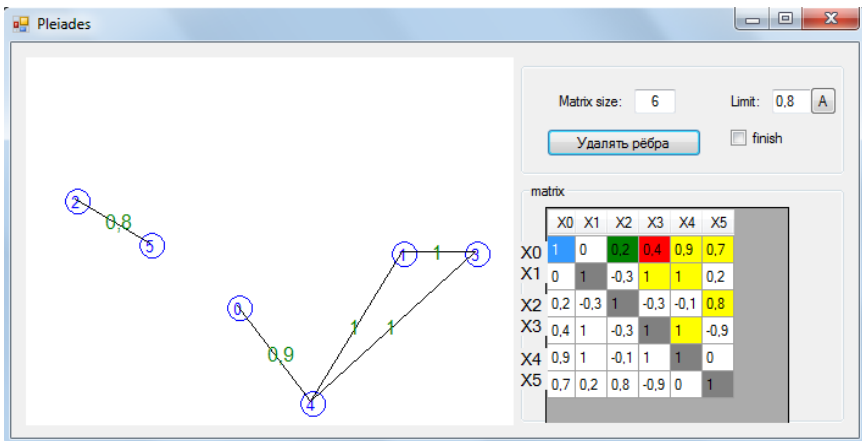 Pleiades
Matrix size: 6 Limit: 0,8 A
Удалять рёбра finish
2
0,8
5
1 1 3
0
1 1
0,9
4
matrix
X0 X1 X2 X3 X4 X5
X0 1 0 0,2 0,4 0,9 0,7
X1 0 1 -0,3 1 1 0,2
X2 0,2 -0,3 1 -0,3 -0,1 0,8
X3 0,4 1 -0,3 1 1 -0,9
X4 0,9 1 -0,1 1 1 0
X5 0,7 0,2 0,8 -0,9 0 1